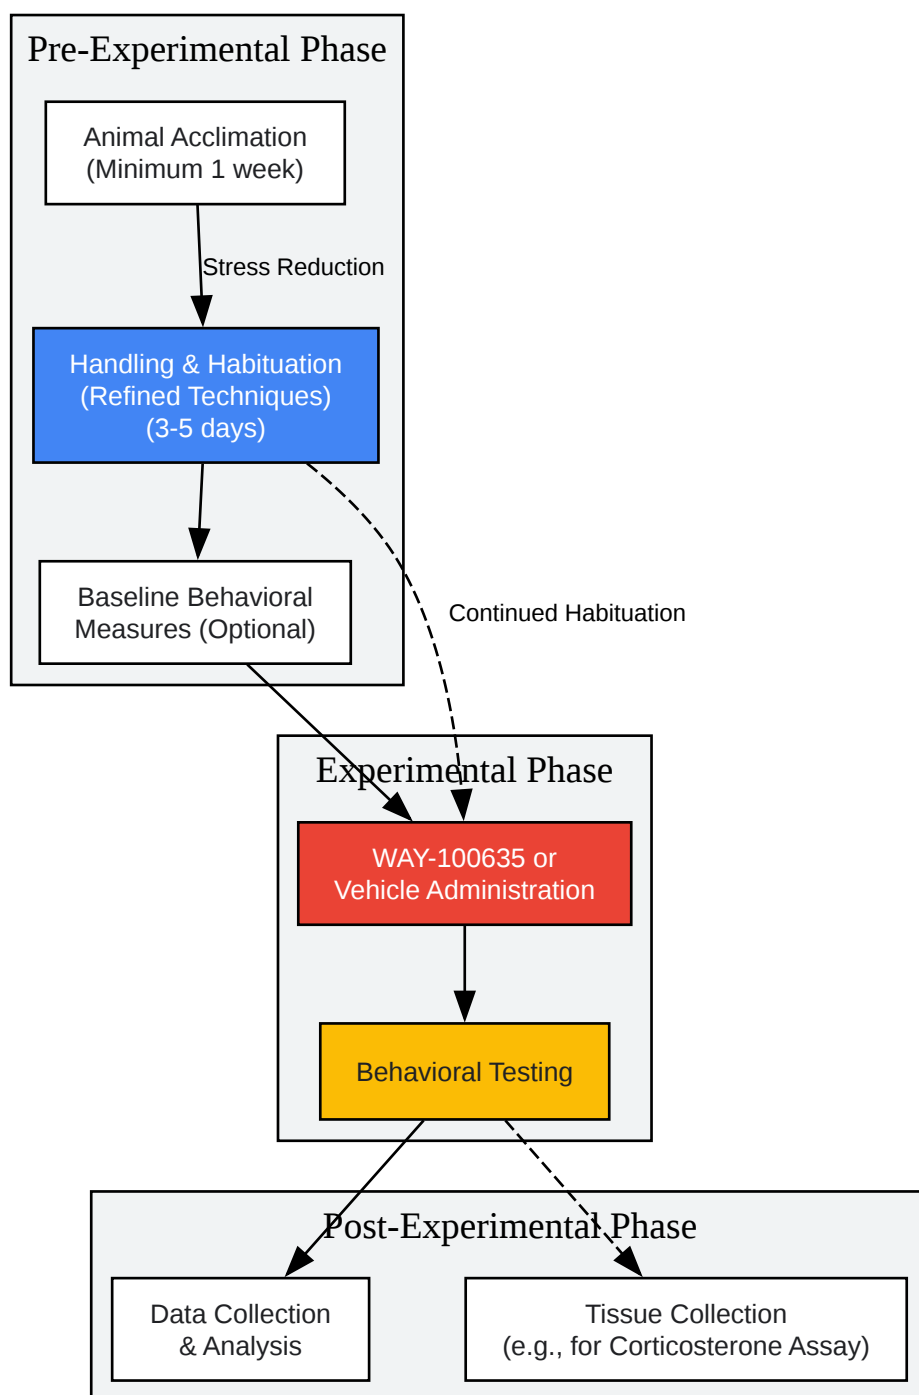 Pre-Experimental Phase
Animal Acclimation
(Minimum 1 week)
Stress Reduction
Handling & Habituation
(Refined Techniques)
(3-5 days)
Baseline Behavioral
Measures (Optional)
Continued Habituation
Experimental Phase
WAY-100635 or
Vehicle Administration
Behavioral Testing
Post-Experimental Phase
Data Collection
& Analysis
Tissue Collection
(e.g., for Corticosterone Assay)